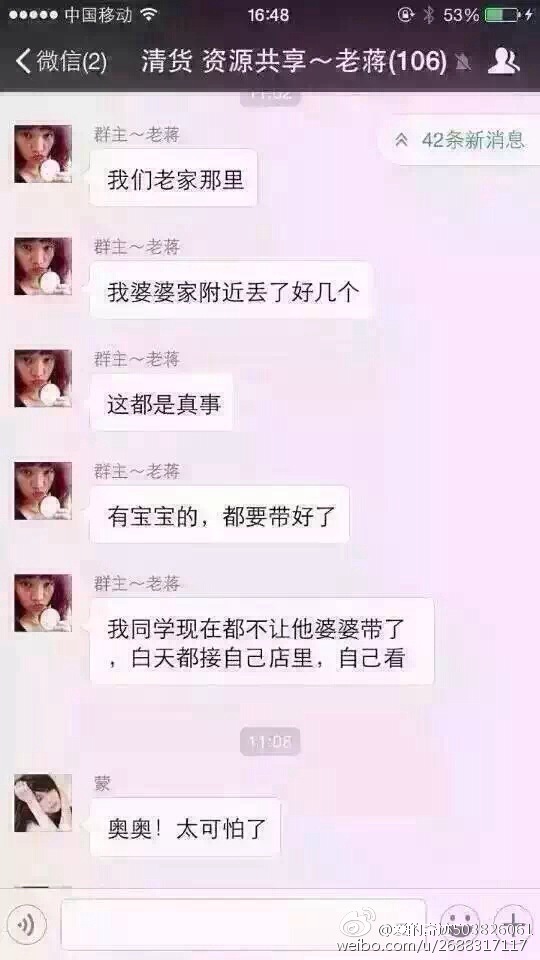 中国移动
16:48
53%
微信(2)
清货 资源共享～老蒋(106)
11:02
42条新消息
群主～老蒋
我们老家那里
群主～老蒋
我婆婆家附近丢了好几个
群主～老蒋
这都是真事
群主～老蒋
有宝宝的，都要带好了
群主～老蒋
我同学现在都不让他婆婆带了
，白天都接自己店里，自己看
11:08
蒙
奥奥！太可怕了
weibo.com/u/2688317117